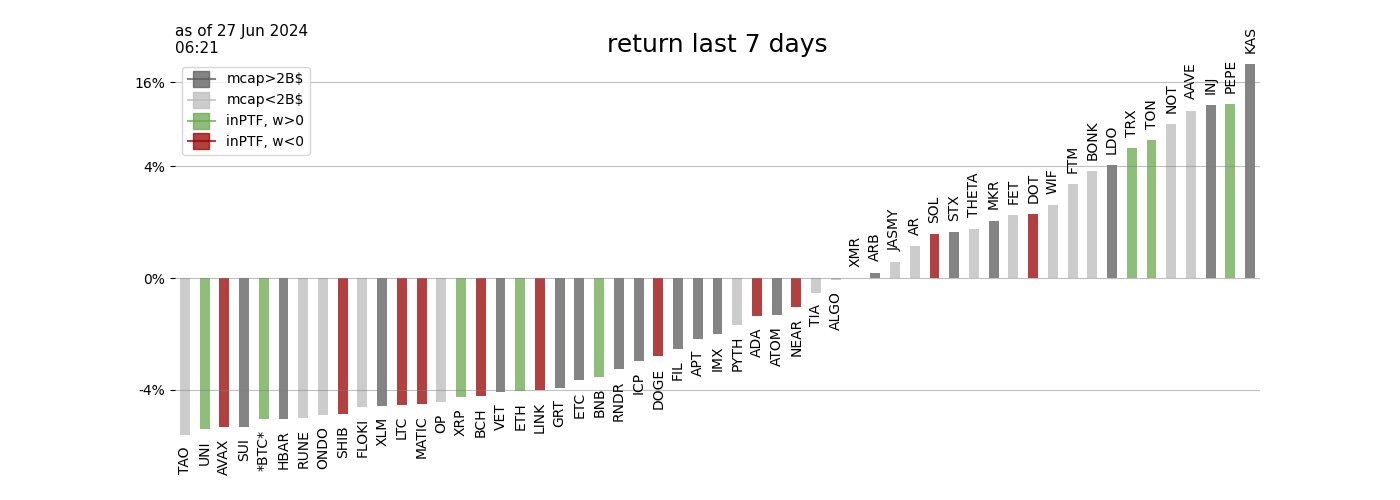 as of 27 Jun 2024
06:21
return last 7 days
mcap>2B$
mcap<2B$
inPTF, w>0
inPTF, w<0
16%
4%
0%
-4%
TAO
UNI
AVAX
SUI
*BTC*
HBAR
RUNE
ONDO
SHIB
FLOKI
XLM
LTC
MATIC
OP
XRP
BCH
VET
ETH
LINK
GRT
ETC
BNB
RNDR
ICP
DOGE
FIL
APT
IMX
PYTH
ADA
ATOM
NEAR
TIA
ALGO
XMR
ARB
JASMY
AR
SOL
STX
THETA
MKR
FET
DOT
WIF
FTM
BONK
LDO
TRX
TON
NOT
AAVE
INJ
PEPE
KAS